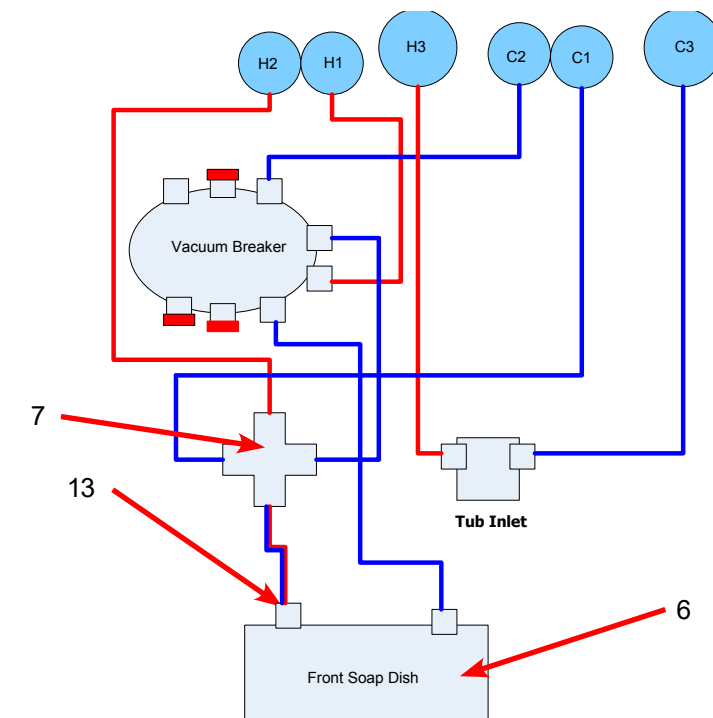 H2
H1
H3
C2
C1
C3
Vacuum Breaker
7
13
Tub Inlet
6
Front Soap Dish